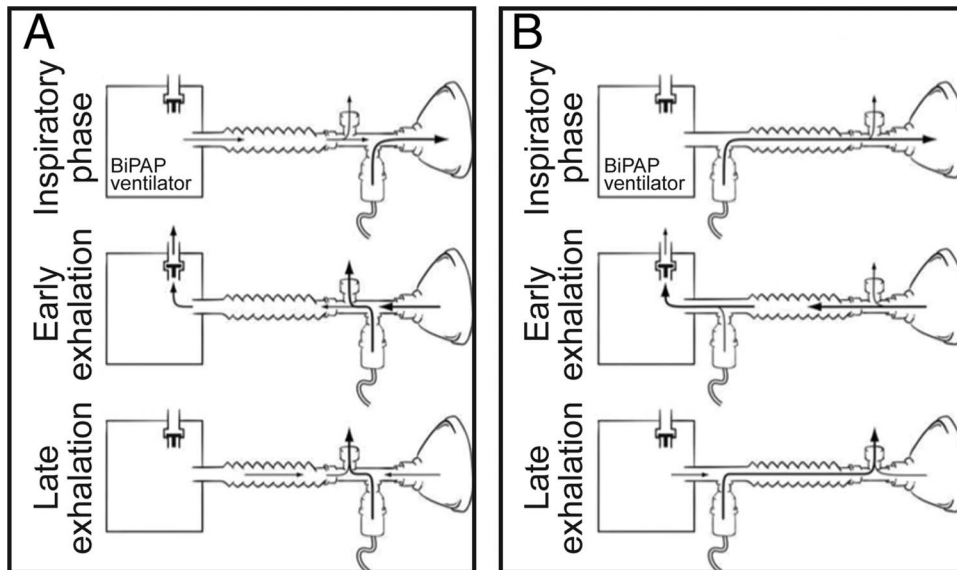 A
Inspiratory
phase
BiPAP
ventilator
Early
exhalation
Late
exhalation
B
Inspiratory
phase
BiPAP
ventilator
Early
exhalation
Late
exhalation